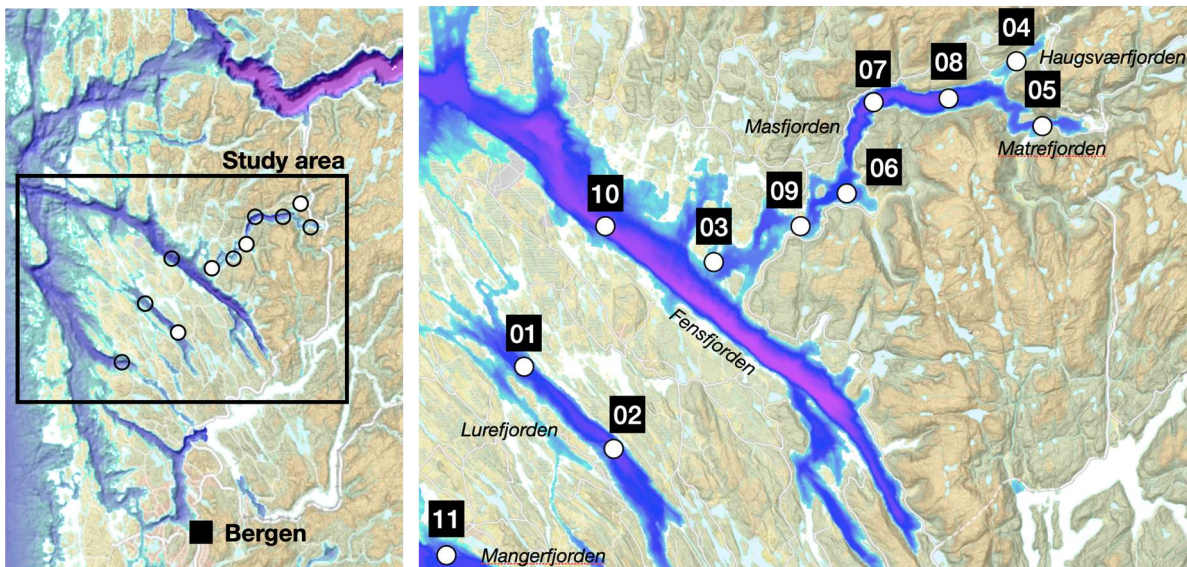 Study area
Bergen
04
Haugsværfjorden
07
08
05
Masfjorden
Matrefjorden
06
10
09
03
Fensfjorden
01
02
Lurefjorden
11
Mangerfjorden